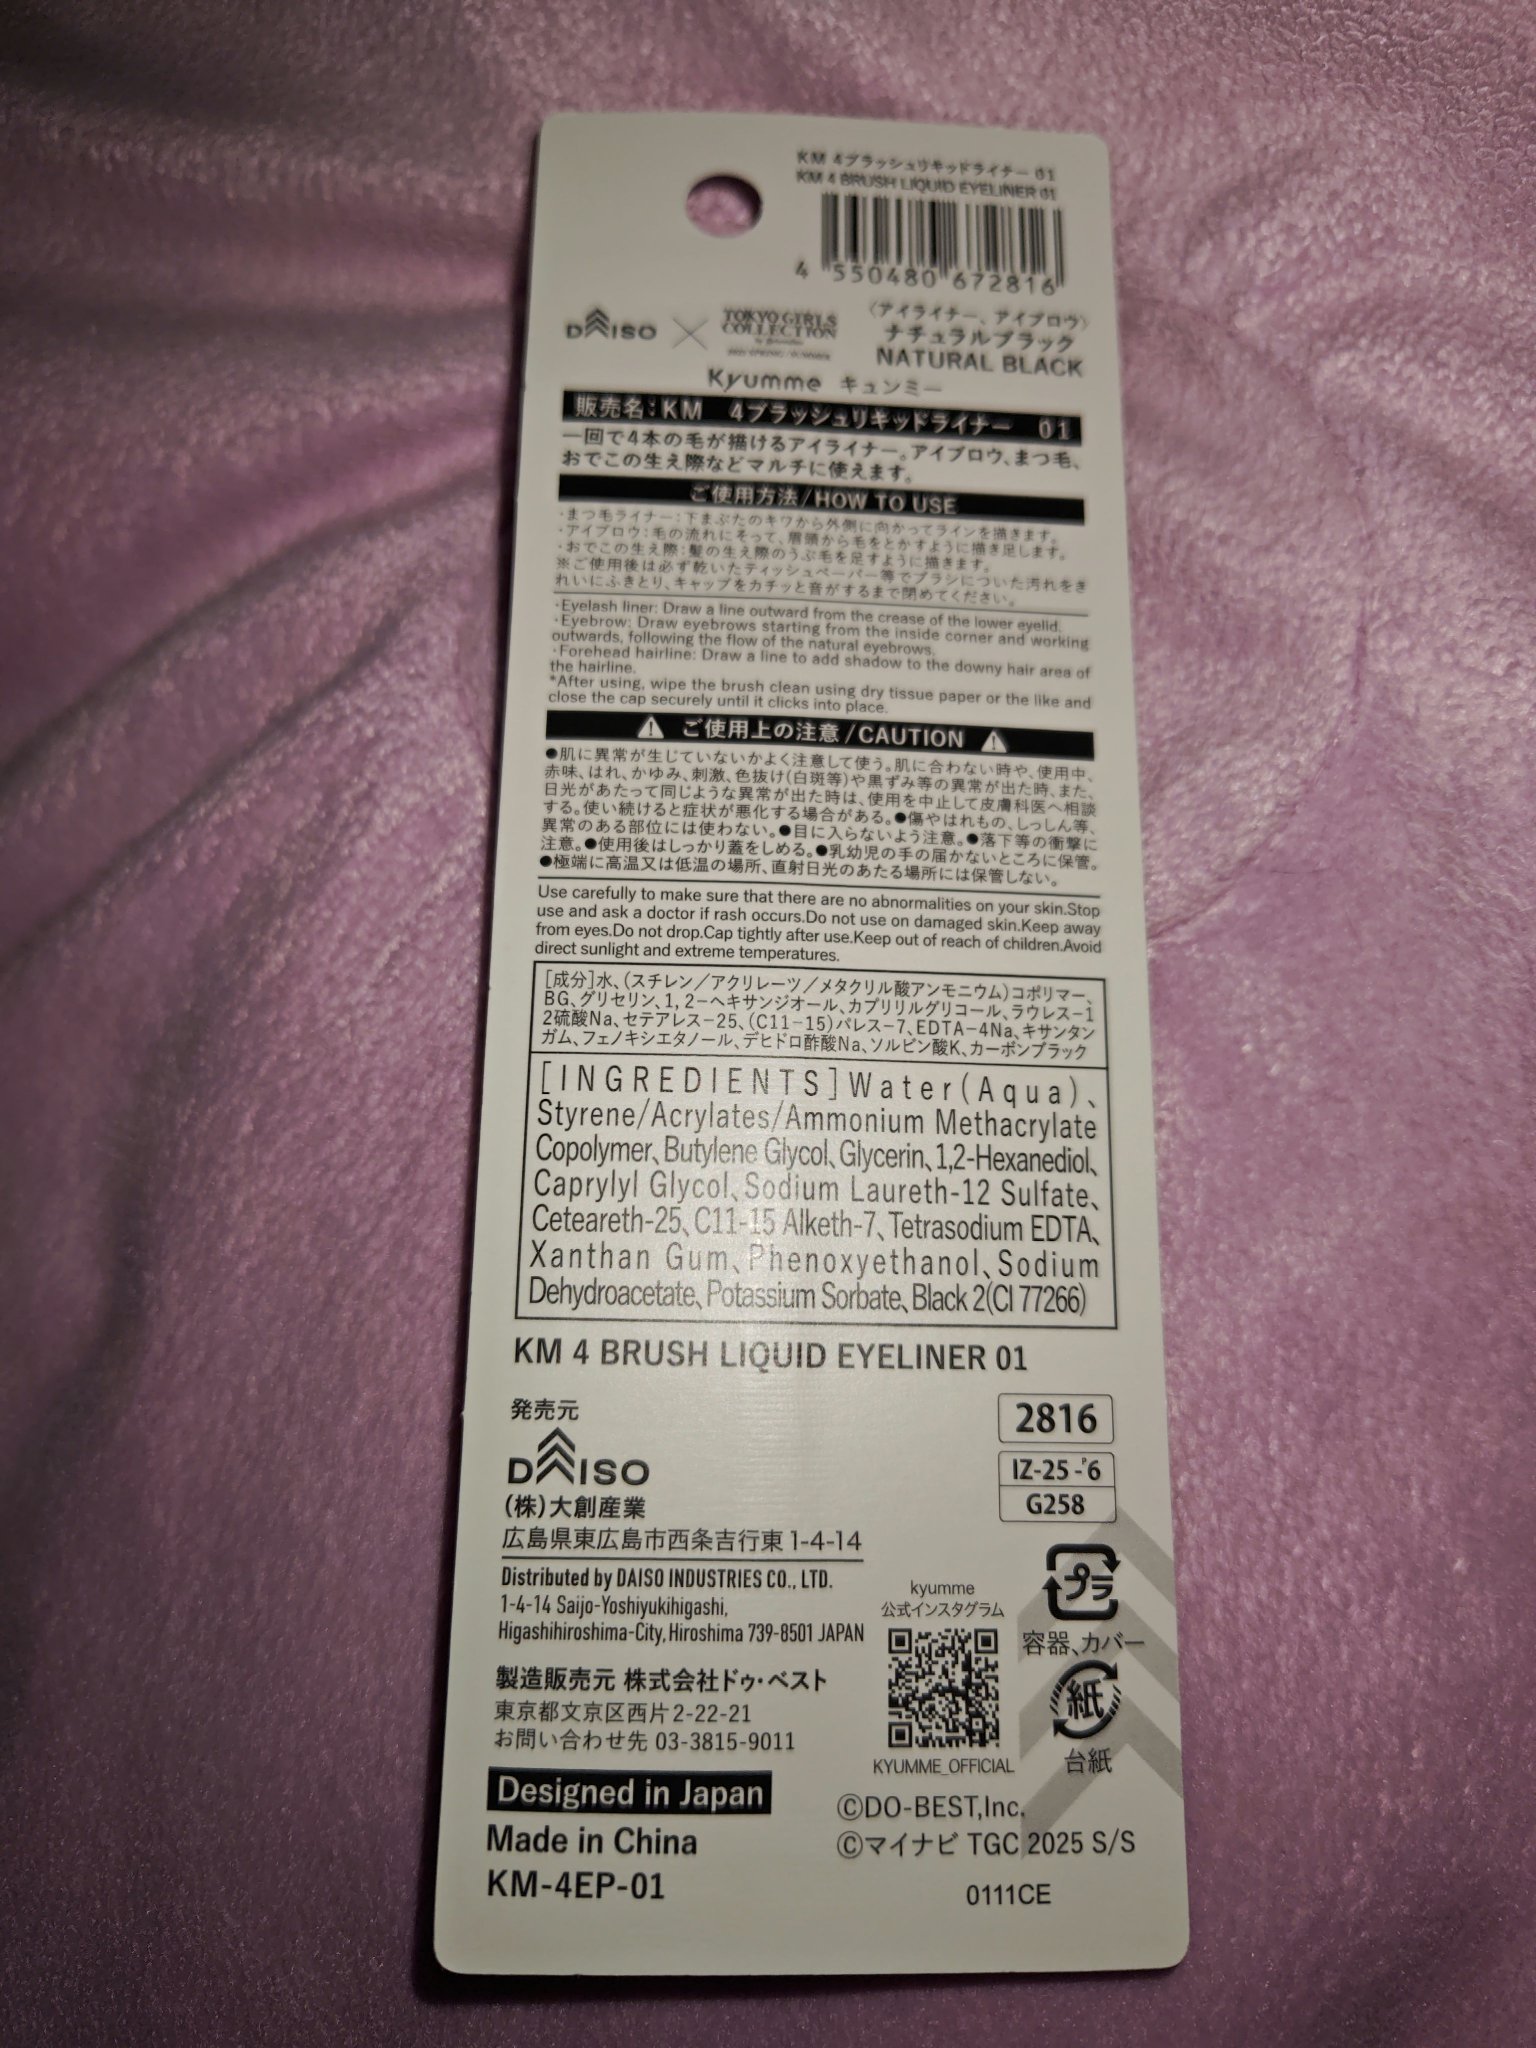 KM 4ブラッシュリキッドライナー 01
KM 4 BRUSH LIQUID EYELINER 01
4 550480 672816
DAISO × TOKYO GIRLS COLLECTION
〈アイライナー、アイブロウ〉
ナチュラルブラック
NATURAL BLACK
Kyumme キュンミー
販売名:KM 4ブラッシュリキッドライナー 01
一回で4本の毛が描けるアイライナー。アイブロウ、まつ毛、
おでこの生え際などマルチに使えます。
ご使用方法/HOW TO USE
・まつ毛ライナー:下まぶたのキワから外側に向かってラインを描きます。
・アイブロウ:毛の流れにそって、眉頭から毛をとかすように描き足します。
・おでこの生え際:髪の生え際のうぶ毛を足すように描きます。
※ご使用後は必ず乾いたティッシュペーパー等でブラシについた汚れをき
れいにふきとり、キャップをカチッと音がするまで閉めてください。
・Eyelash liner: Draw a line outward from the crease of the lower eyelid.
・Eyebrow: Draw eyebrows starting from the inside corner and working
outwards, following the flow of the natural eyebrows.
・Forehead hairline: Draw a line to add shadow to the downy hair area of
the hairline.
*After using, wipe the brush clean using dry tissue paper or the like and
close the cap securely until it clicks into place.
ご使用上の注意/CAUTION
●肌に異常が生じていないかよく注意して使う。肌に合わない時や、使用中、
赤味、はれ、かゆみ、刺激、色抜け(白斑等)や黒ずみ等の異常が出た時、また、
日光があたって同じような異常が出た時は、使用を中止して皮膚科医へ相談
する。使い続けると症状が悪化する場合がある。●傷やはれもの、しっしん等、
異常のある部位には使わない。●目に入らないよう注意。●落下等の衝撃に
注意。●使用後はしっかり蓋をしめる。●乳幼児の手の届かないところに保管。
●極端に高温又は低温の場所、直射日光のあたる場所には保管しない。
Use carefully to make sure that there are no abnormalities on your skin.Stop
use and ask a doctor if rash occurs.Do not use on damaged skin.Keep away
from eyes.Do not drop.Cap tightly after use.Keep out of reach of children.Avoid
direct sunlight and extreme temperatures.
[成分]水、(スチレン/アクリレーツ/メタクリル酸アンモニウム)コポリマー、
BG、グリセリン、1,2-ヘキサンジオール、カプリリルグリコール、ラウレス-1
2硫酸Na、セテアレス-25、(C11-15)パレス-7、EDTA-4Na、キサンタン
ガム、フェノキシエタノール、デヒドロ酢酸Na、ソルビン酸K、カーボンブラック
[INGREDIENTS]Water(Aqua)、
Styrene/Acrylates/Ammonium Methacrylate
Copolymer、Butylene Glycol、Glycerin、1,2-Hexanediol、
Caprylyl Glycol、Sodium Laureth-12 Sulfate、
Ceteareth-25、C11-15 Alketh-7、Tetrasodium EDTA、
Xanthan Gum、Phenoxyethanol、Sodium
Dehydroacetate、Potassium Sorbate、Black 2(CI 77266)
KM 4 BRUSH LIQUID EYELINER 01
発売元
DAISO
(株)大創産業
広島県東広島市西条吉行東1-4-14
Distributed by DAISO INDUSTRIES CO., LTD.
1-4-14 Saijo-Yoshiyukihigashi,
Higashihiroshima-City, Hiroshima 739-8501 JAPAN
製造販売元 株式会社ドゥ・ベスト
東京都文京区西片2-22-21
お問い合わせ先 03-3815-9011
Designed in Japan
Made in China
KM-4EP-01
2816
IZ-25-゜6
G258
プラ
容器、カバー
紙
台紙
kyumme
公式インスタグラム
KYUMME_OFFICIAL
©DO-BEST,Inc.
©マイナビ TGC 2025 S/S
0111CE